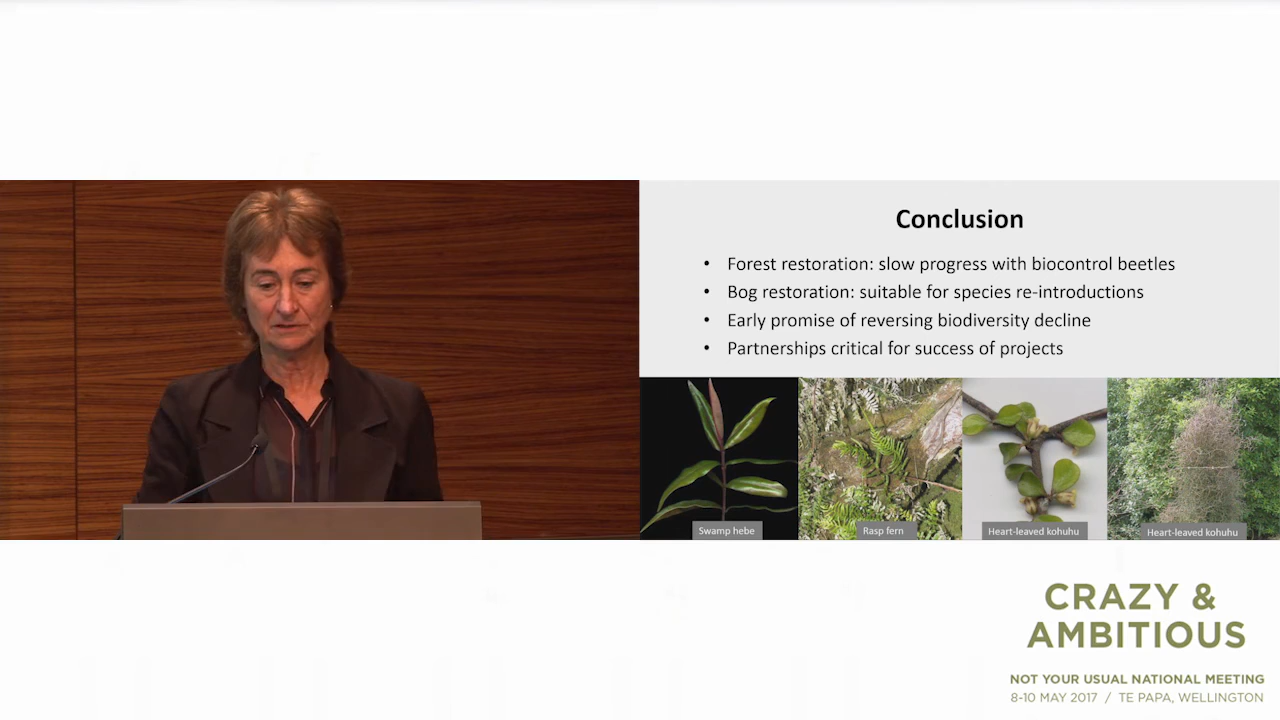 Conclusion
• Forest restoration: slow progress with biocontrol beetles
• Bog restoration: suitable for species re-introductions
• Early promise of reversing biodiversity decline
• Partnerships critical for success of projects
Swamp hebe
Rasp fern
Heart-leaved kohuhu
Heart-leaved kohuhu
CRAZY &
AMBITIOUS
NOT YOUR USUAL NATIONAL MEETING
8-10 MAY 2017 / TE PAPA, WELLINGTON